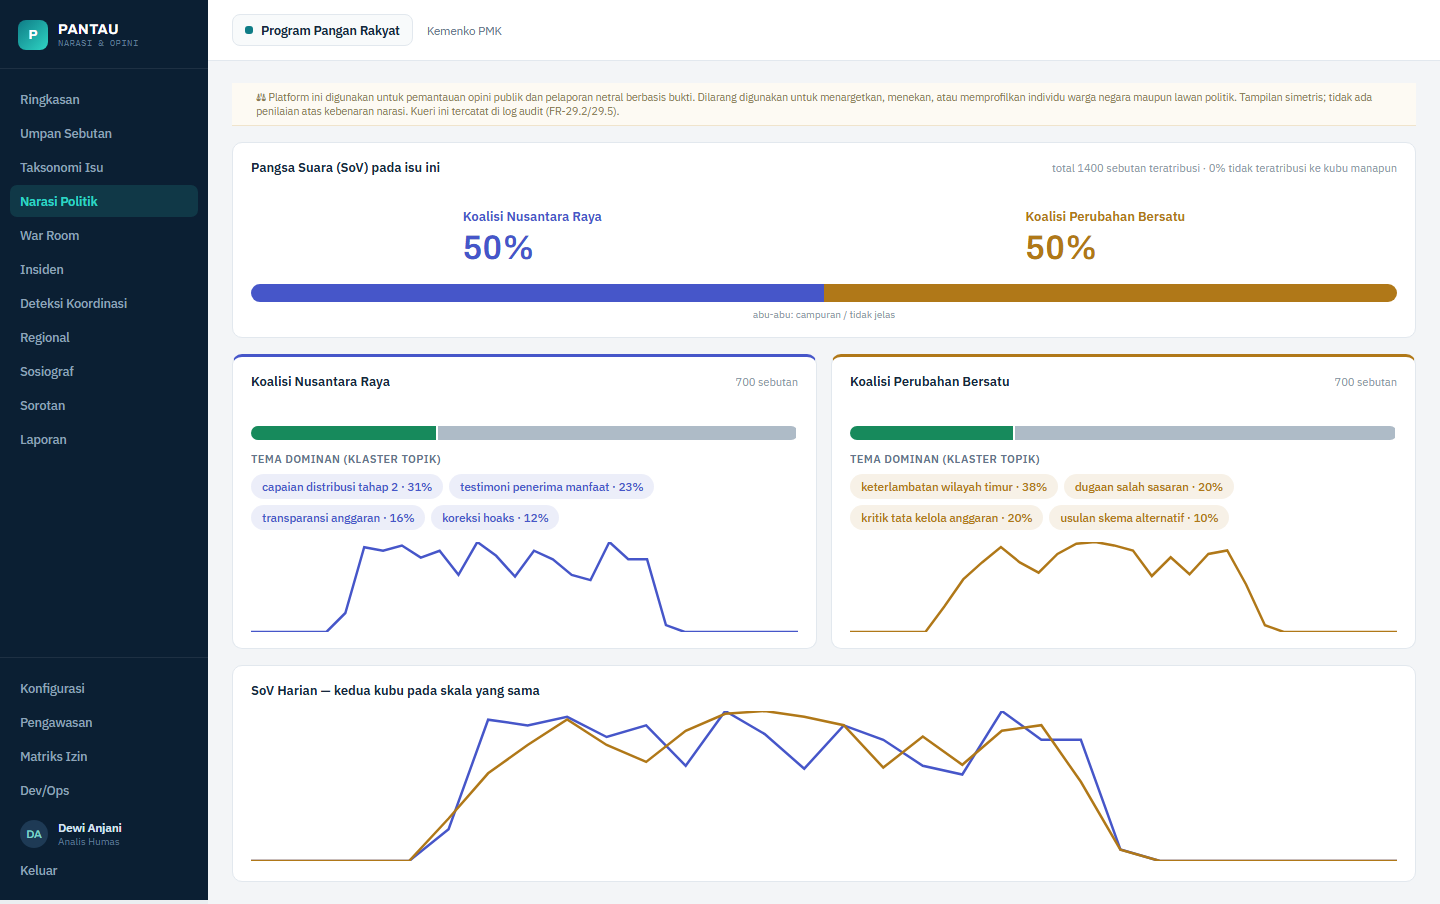 P
PANTAU
NARASI & OPINI
Ringkasan
Umpan Sebutan
Taksonomi Isu
Narasi Politik
War Room
Insiden
Deteksi Koordinasi
Regional
Sosiograf
Sorotan
Laporan
Konfigurasi
Pengawasan
Matriks Izin
Dev/Ops
DA
Dewi Anjani
Analis Humas
Keluar
Program Pangan Rakyat
Kemenko PMK
Platform ini digunakan untuk pemantauan opini publik dan pelaporan netral berbasis bukti. Dilarang digunakan untuk menargetkan, menekan, atau memprofilkan individu warga negara maupun lawan politik. Tampilan simetris; tidak ada
penilaian atas kebenaran narasi. Kueri ini tercatat di log audit (FR-29.2/29.5).
Pangsa Suara (SoV) pada isu ini
total 1400 sebutan teratribusi · 0% tidak teratribusi ke kubu manapun
Koalisi Nusantara Raya
50%
Koalisi Perubahan Bersatu
50%
abu-abu: campuran / tidak jelas
Koalisi Nusantara Raya
700 sebutan
TEMA DOMINAN (KLASTER TOPIK)
capaian distribusi tahap 2 · 31%
testimoni penerima manfaat · 23%
transparansi anggaran · 16%
koreksi hoaks · 12%
Koalisi Perubahan Bersatu
700 sebutan
TEMA DOMINAN (KLASTER TOPIK)
keterlambatan wilayah timur · 38%
dugaan salah sasaran · 20%
kritik tata kelola anggaran · 20%
usulan skema alternatif · 10%
SoV Harian — kedua kubu pada skala yang sama